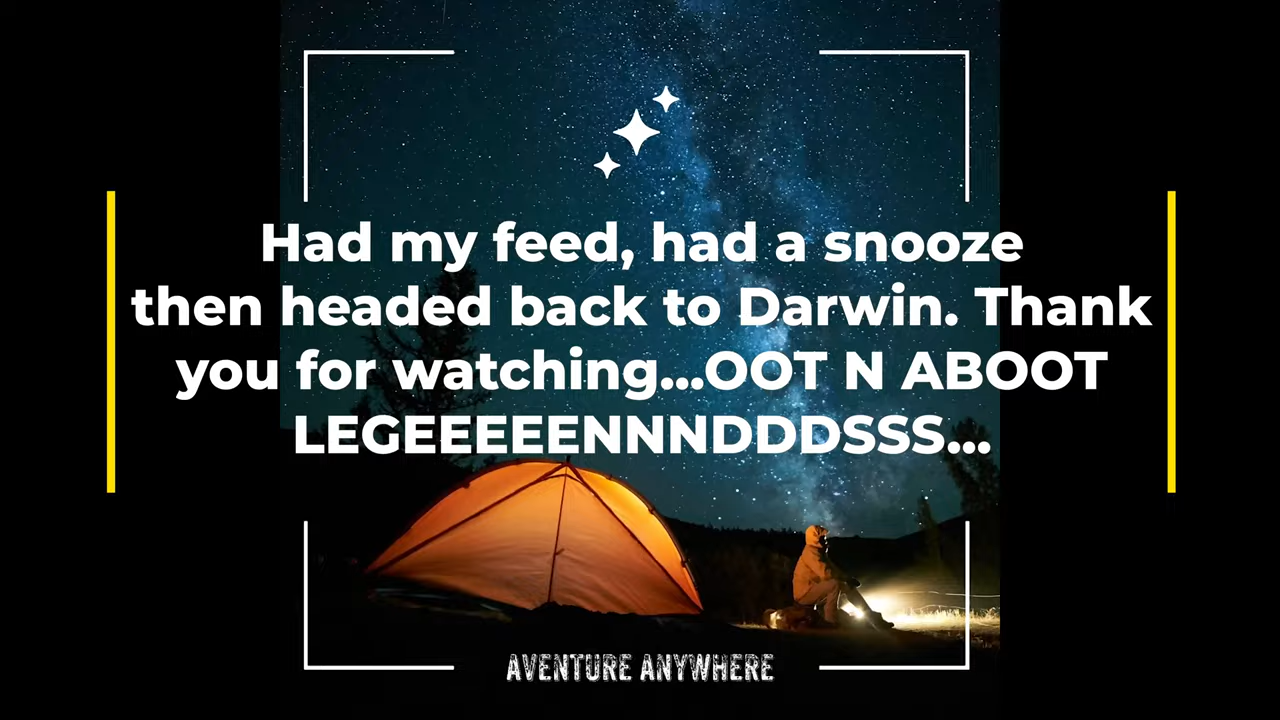 Had my feed, had a snooze
then headed back to Darwin. Thank
you for watching...OOT N ABOOT
LEGEEEEENNNDDDSSS...
AVENTURE ANYWHERE